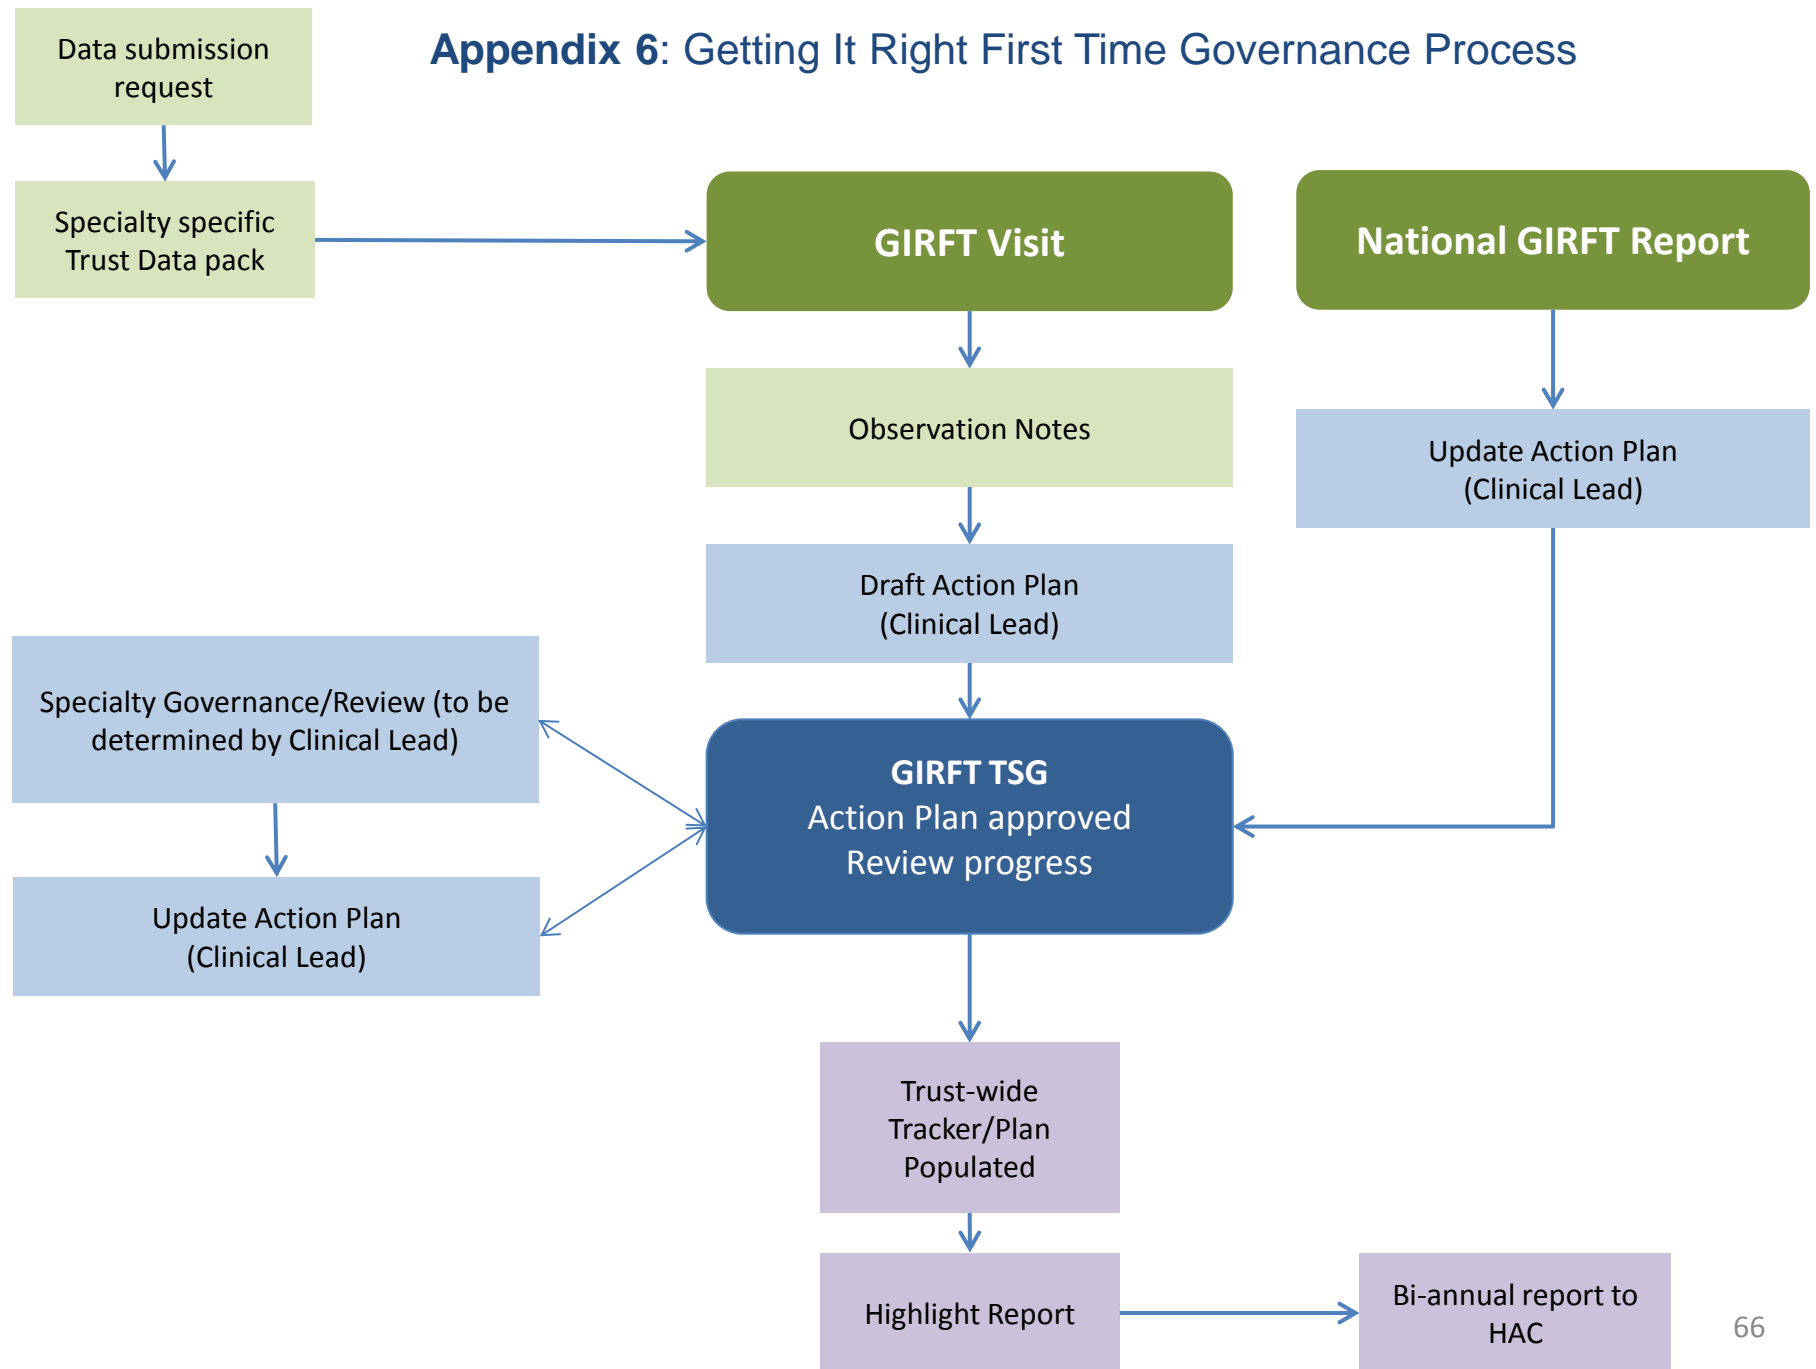 Appendix 6: Getting It Right First Time Governance Process
Data submission
request
Specialty specific
Trust Data pack
GIRFT Visit
National GIRFT Report
Observation Notes
Update Action Plan
(Clinical Lead)
Draft Action Plan
(Clinical Lead)
Specialty Governance/Review (to be
determined by Clinical Lead)
GIRFT TSG
Action Plan approved
Review progress
Update Action Plan
(Clinical Lead)
Trust-wide
Tracker/Plan
Populated
Highlight Report
Bi-annual report to
HAC
66